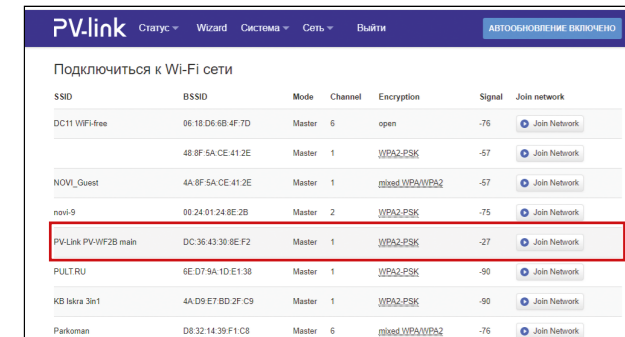 PV-link Статус Wizard Система Сеть Выйти АВТООБНОВЛЕНИЕ ВКЛЮЧЕНО
Подключиться к Wi-Fi сети
SSID BSSID Mode Channel Encryption Signal Join network
DC11 WiFi-free 06:18:D6:6B:4F:7D Master 6 open -76 Join Network
48:8F:5A:CE:41:2E Master 1 WPA2-PSK -57 Join Network
NOVI_Guest 4A:8F:5A:CE:41:2E Master 1 mixed WPA/WPA2 -57 Join Network
novi-9 00:24:01:24:8E:2B Master 2 WPA2-PSK -75 Join Network
PV-Link PV-WF2B main DC:36:43:30:8E:F2 Master 1 WPA2-PSK -27 Join Network
PULT.RU 6E:D7:9A:1D:E1:38 Master 1 WPA2-PSK -90 Join Network
KB Iskra 3in1 4A:D9:E7:BD:2F:C9 Master 1 WPA2-PSK -90 Join Network
Parkoman D8:32:14:39:F1:C8 Master 6 mixed WPA/WPA2 -76 Join Network